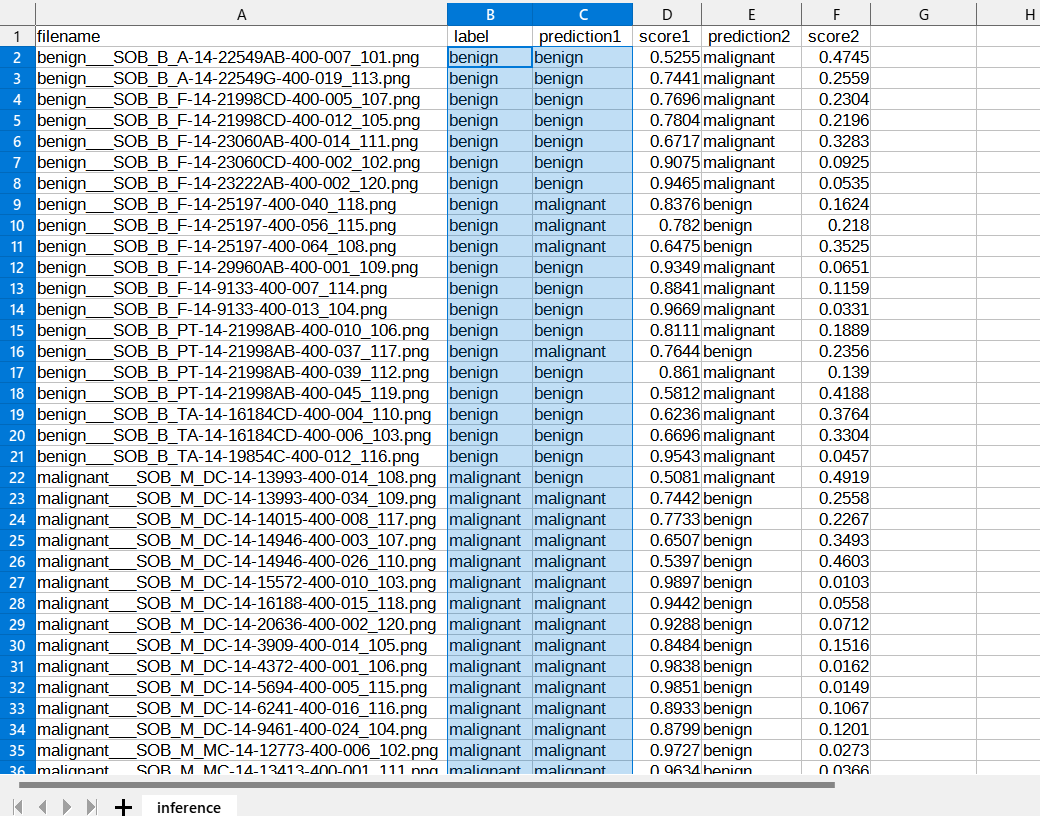 A B C D E F G H
1 filename label prediction1 score1 prediction2 score2
2 benign___SOB_B_A-14-22549AB-400-007_101.png benign benign 0.5255 malignant 0.4745
3 benign___SOB_B_A-14-22549G-400-019_113.png benign benign 0.7441 malignant 0.2559
4 benign___SOB_B_F-14-21998CD-400-005_107.png benign benign 0.7696 malignant 0.2304
5 benign___SOB_B_F-14-21998CD-400-012_105.png benign benign 0.7804 malignant 0.2196
6 benign___SOB_B_F-14-23060AB-400-014_111.png benign benign 0.6717 malignant 0.3283
7 benign___SOB_B_F-14-23060CD-400-002_102.png benign benign 0.9075 malignant 0.0925
8 benign___SOB_B_F-14-23222AB-400-002_120.png benign benign 0.9465 malignant 0.0535
9 benign___SOB_B_F-14-25197-400-040_118.png benign malignant 0.8376 benign 0.1624
10 benign___SOB_B_F-14-25197-400-056_115.png benign malignant 0.782 benign 0.218
11 benign___SOB_B_F-14-25197-400-064_108.png benign malignant 0.6475 benign 0.3525
12 benign___SOB_B_F-14-29960AB-400-001_109.png benign benign 0.9349 malignant 0.0651
13 benign___SOB_B_F-14-9133-400-007_114.png benign benign 0.8841 malignant 0.1159
14 benign___SOB_B_F-14-9133-400-013_104.png benign benign 0.9669 malignant 0.0331
15 benign___SOB_B_PT-14-21998AB-400-010_106.png benign benign 0.8111 malignant 0.1889
16 benign___SOB_B_PT-14-21998AB-400-037_117.png benign malignant 0.7644 benign 0.2356
17 benign___SOB_B_PT-14-21998AB-400-039_112.png benign benign 0.861 malignant 0.139
18 benign___SOB_B_PT-14-21998AB-400-045_119.png benign benign 0.5812 malignant 0.4188
19 benign___SOB_B_TA-14-16184CD-400-004_110.png benign benign 0.6236 malignant 0.3764
20 benign___SOB_B_TA-14-16184CD-400-006_103.png benign benign 0.6696 malignant 0.3304
21 benign___SOB_B_TA-14-19854C-400-012_116.png benign benign 0.9543 malignant 0.0457
22 malignant___SOB_M_DC-14-13993-400-014_108.png malignant benign 0.5081 malignant 0.4919
23 malignant___SOB_M_DC-14-13993-400-034_109.png malignant malignant 0.7442 benign 0.2558
24 malignant___SOB_M_DC-14-14015-400-008_117.png malignant malignant 0.7733 benign 0.2267
25 malignant___SOB_M_DC-14-14946-400-003_107.png malignant malignant 0.6507 benign 0.3493
26 malignant___SOB_M_DC-14-14946-400-026_110.png malignant malignant 0.5397 benign 0.4603
27 malignant___SOB_M_DC-14-15572-400-010_103.png malignant malignant 0.9897 benign 0.0103
28 malignant___SOB_M_DC-14-16188-400-015_118.png malignant malignant 0.9442 benign 0.0558
29 malignant___SOB_M_DC-14-20636-400-002_120.png malignant malignant 0.9288 benign 0.0712
30 malignant___SOB_M_DC-14-3909-400-014_105.png malignant malignant 0.8484 benign 0.1516
31 malignant___SOB_M_DC-14-4372-400-001_106.png malignant malignant 0.9838 benign 0.0162
32 malignant___SOB_M_DC-14-5694-400-005_115.png malignant malignant 0.9851 benign 0.0149
33 malignant___SOB_M_DC-14-6241-400-016_116.png malignant malignant 0.8933 benign 0.1067
34 malignant___SOB_M_DC-14-9461-400-024_104.png malignant malignant 0.8799 benign 0.1201
35 malignant___SOB_M_MC-14-12773-400-006_102.png malignant malignant 0.9727 benign 0.0273
36 malignant___SOB_M_MC-14-13413-400-001_111.png malignant malignant 0.9634 benign 0.0366
inference